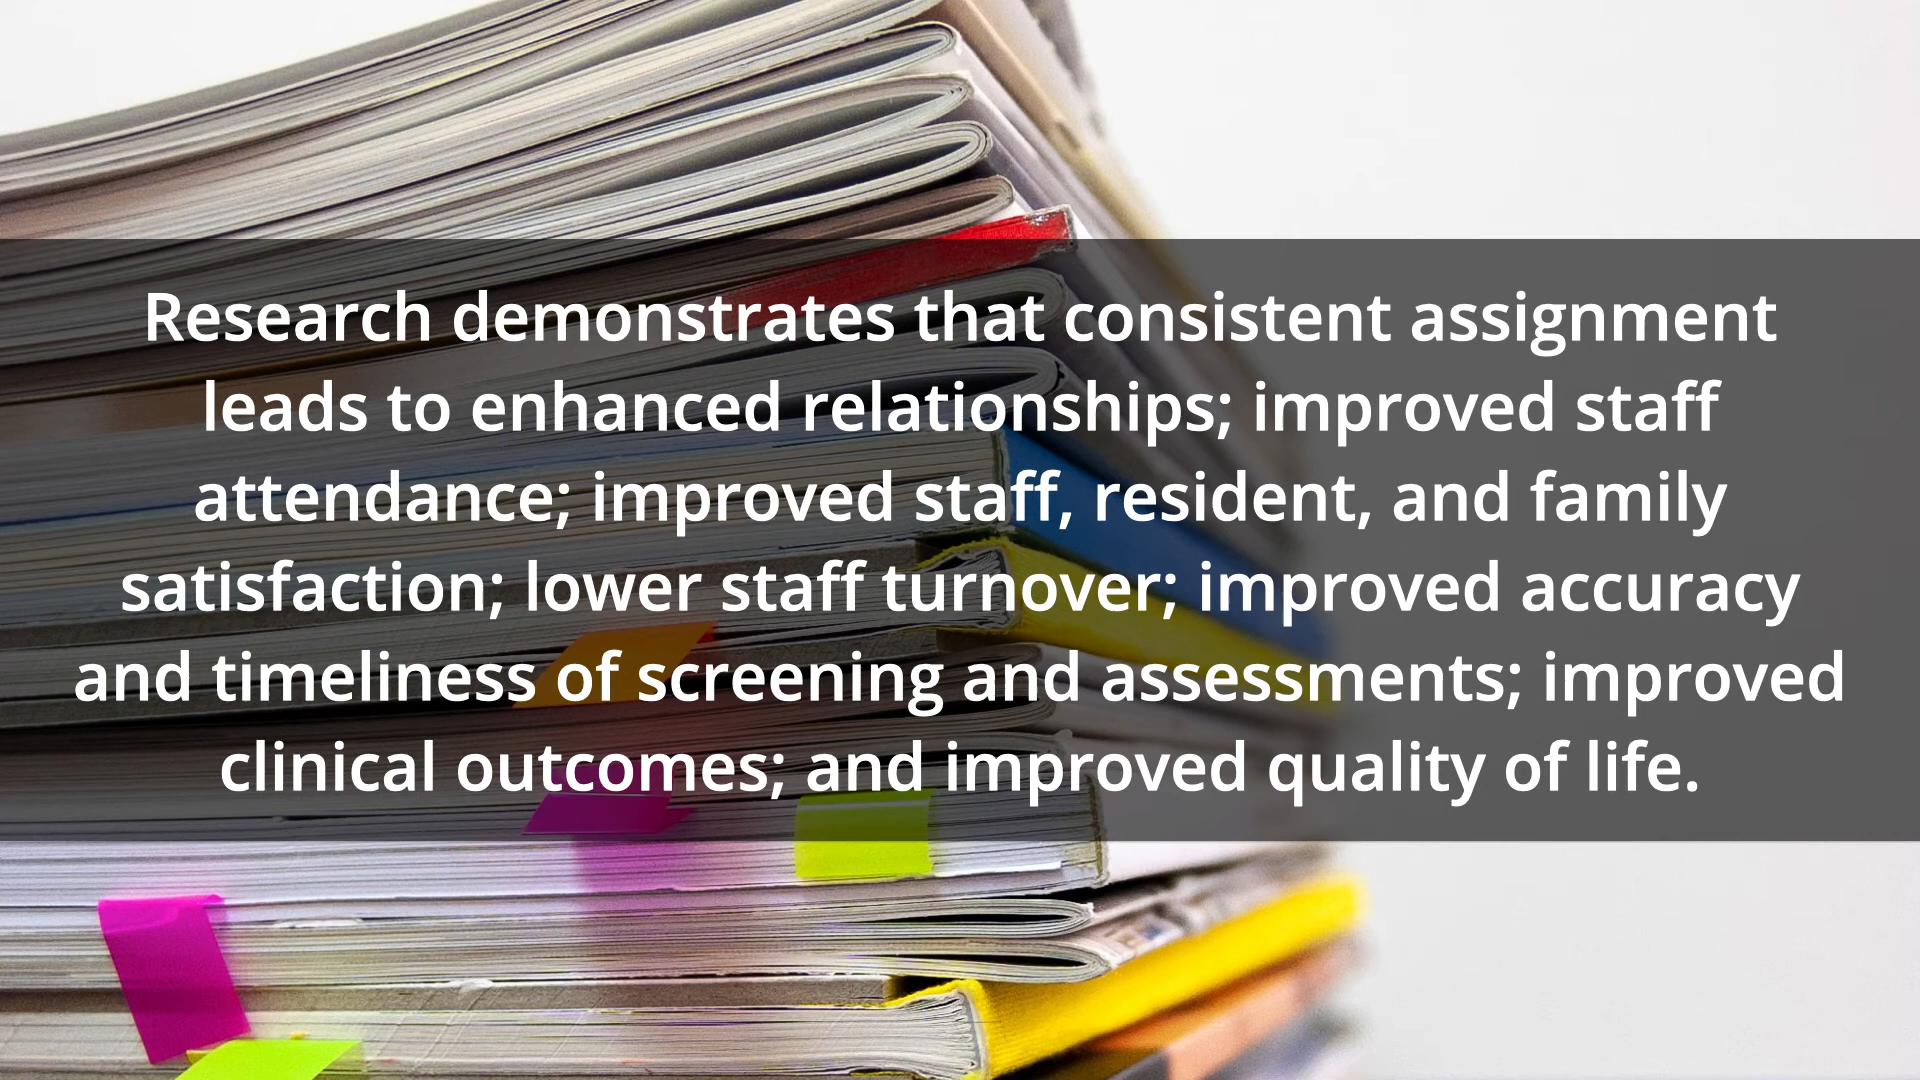 Research demonstrates that consistent assignment
leads to enhanced relationships; improved staff
attendance; improved staff, resident, and family
satisfaction; lower staff turnover; improved accuracy
and timeliness of screening and assessments; improved
clinical outcomes; and improved quality of life.